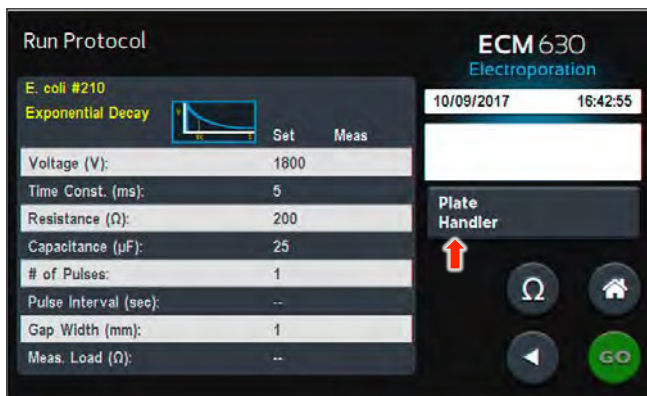 Run Protocol
ECM 630
Electroporation
E. coli #210
Exponential Decay
Set Meas
10/09/2017 16:42:55
Voltage (V): 1800
Time Const. (ms): 5
Resistance (Ω): 200
Capacitance (µF): 25
# of Pulses: 1
Pulse Interval (sec): --
Gap Width (mm): 1
Meas. Load (Ω): --
Plate
Handler
Ω
GO